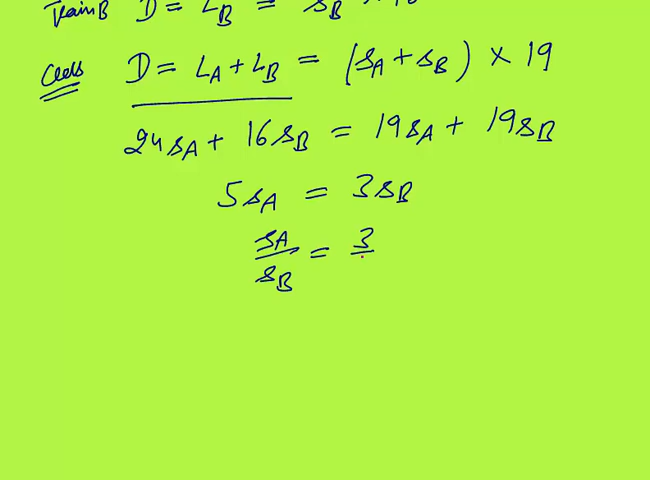 Train B D = L_B = S_B
Cross D = L_A + L_B = (S_A + S_B) × 19
24 S_A + 16 S_B = 19 S_A + 19 S_B
5 S_A = 3 S_B
S_A / S_B = 3